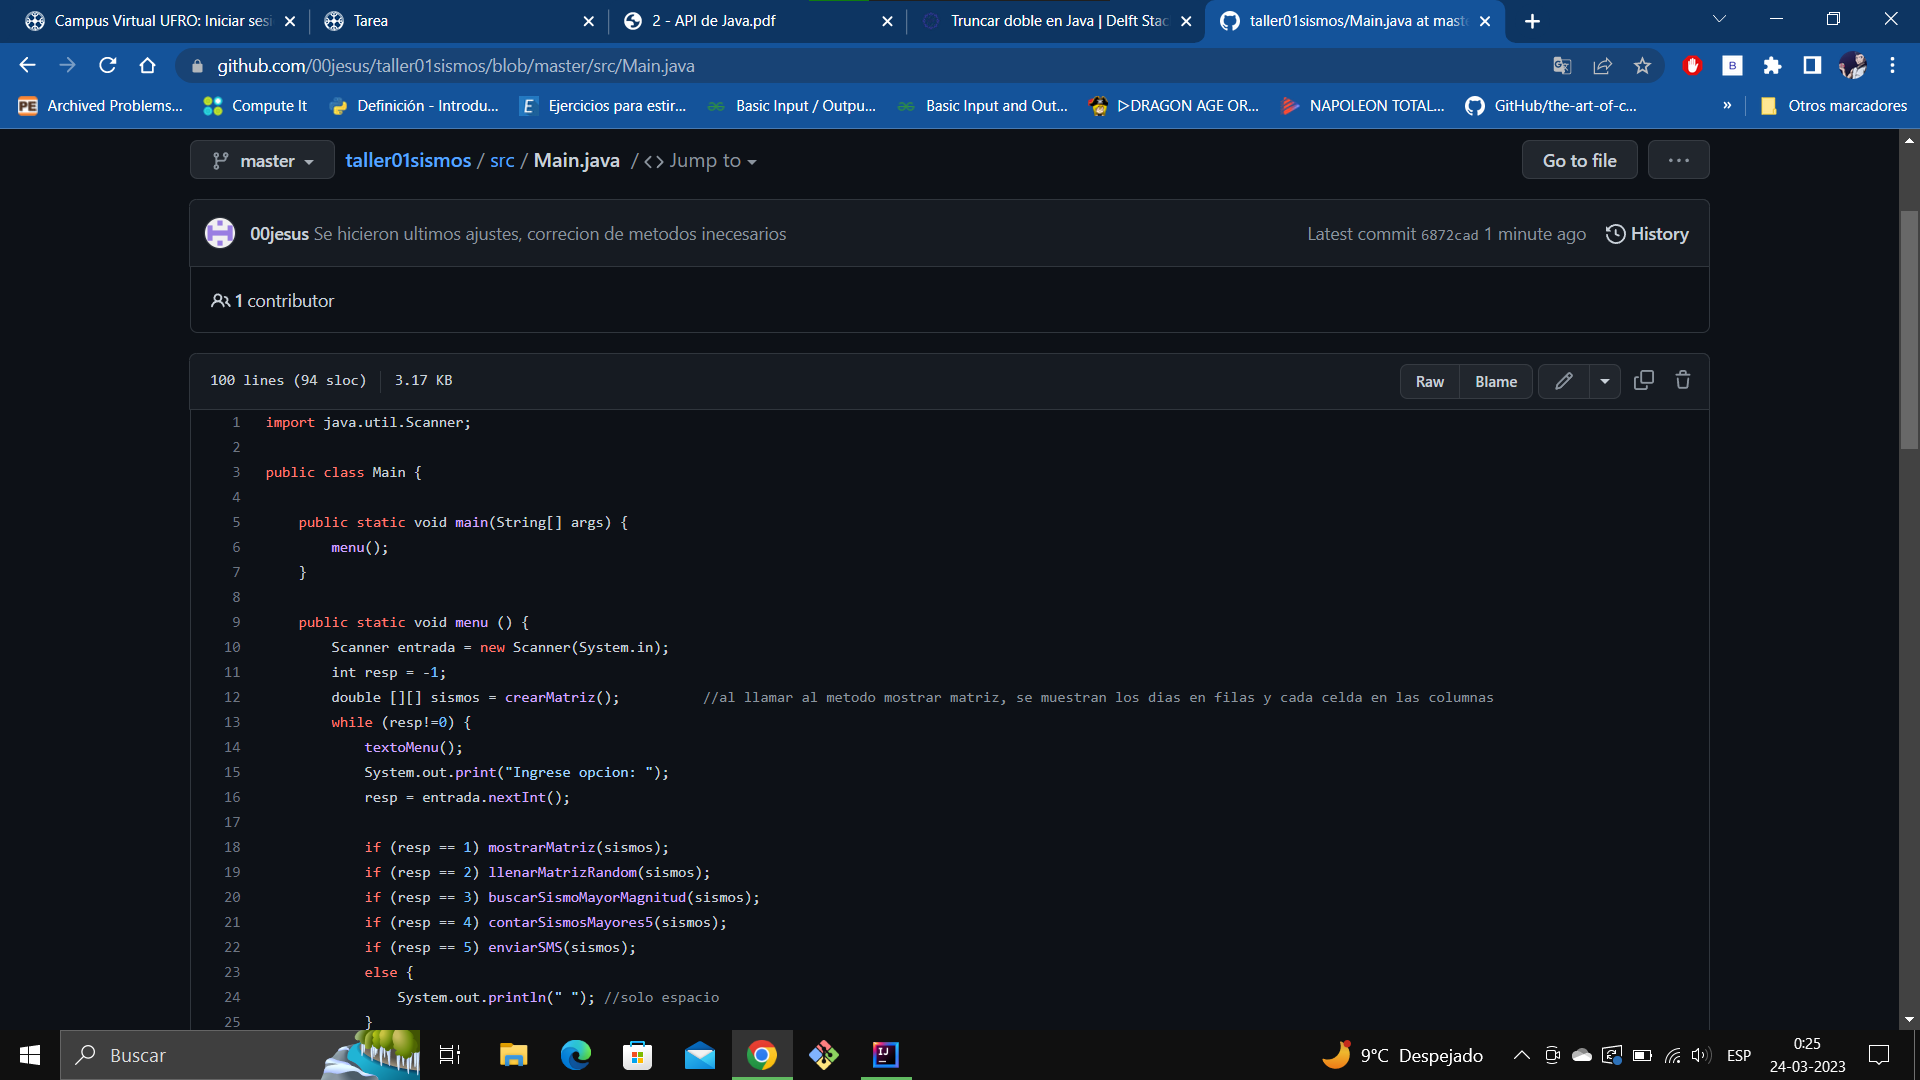 Campus Virtual UFRO: Iniciar sesi
Tarea
2 - API de Java.pdf
Truncar doble en Java | Delft Stac
taller01sismos/Main.java at maste
github.com/00jesus/taller01sismos/blob/master/src/Main.java
Archived Problems...
Compute It
Definición - Introdu...
Ejercicios para estir...
Basic Input / Outpu...
Basic Input and Out...
ᐅDRAGON AGE OR...
NAPOLEON TOTAL...
GitHub/the-art-of-c...
»
Otros marcadores
master
taller01sismos / src / Main.java / <> Jump to
Go to file
...
00jesus Se hicieron ultimos ajustes, correcion de metodos inecesarios
Latest commit 6872cad 1 minute ago
History
1 contributor
100 lines (94 sloc)
3.17 KB
Raw
Blame
1 import java.util.Scanner;
2
3 public class Main {
4
5 public static void main(String[] args) {
6 menu();
7 }
8
9 public static void menu () {
10 Scanner entrada = new Scanner(System.in);
11 int resp = -1;
12 double [][] sismos = crearMatriz(); //al llamar al metodo mostrar matriz, se muestran los dias en filas y cada celda en las columnas
13 while (resp!=0) {
14 textoMenu();
15 System.out.print("Ingrese opcion: ");
16 resp = entrada.nextInt();
17
18 if (resp == 1) mostrarMatriz(sismos);
19 if (resp == 2) llenarMatrizRandom(sismos);
20 if (resp == 3) buscarSismoMayorMagnitud(sismos);
21 if (resp == 4) contarSismosMayores5(sismos);
22 if (resp == 5) enviarSMS(sismos);
23 else {
24 System.out.println(" "); //solo espacio
25 }
Buscar
9°C Despejado
ESP
0:25
24-03-2023